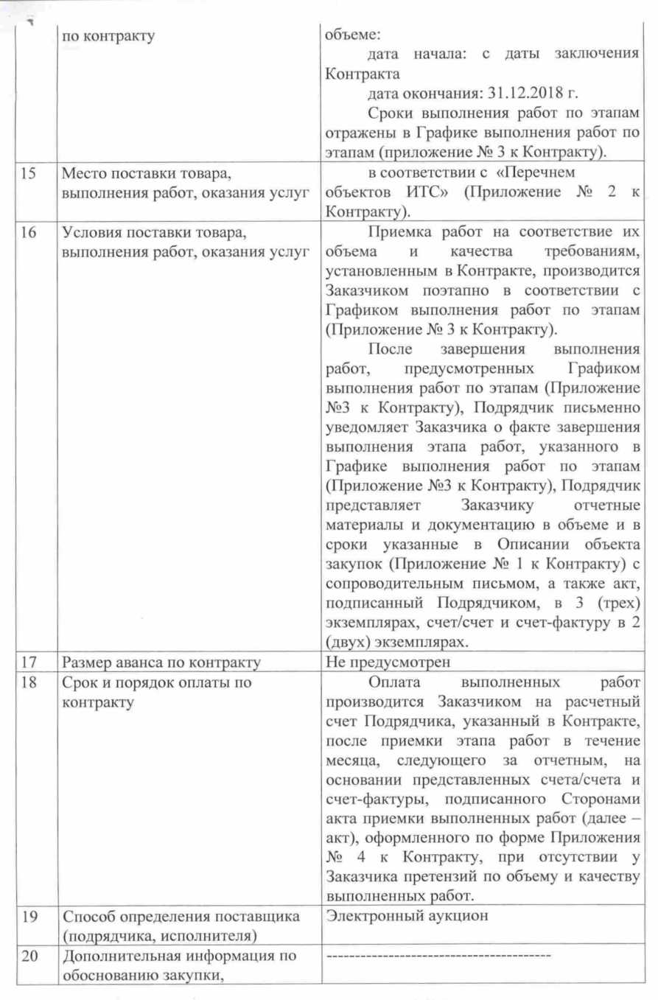 по контракту
объеме:
дата начала: с даты заключения
Контракта
дата окончания: 31.12.2018 г.
Сроки выполнения работ по этапам
отражены в Графике выполнения работ по
этапам (приложение № 3 к Контракту).
15
Место поставки товара,
выполнения работ, оказания услуг
в соответствии с «Перечнем
объектов ИТС» (Приложение № 2 к
Контракту).
16
Условия поставки товара,
выполнения работ, оказания услуг
Приемка работ на соответствие их
объема и качества требованиям,
установленным в Контракте, производится
Заказчиком поэтапно в соответствии с
Графиком выполнения работ по этапам
(Приложение № 3 к Контракту).
После завершения выполнения
работ, предусмотренных Графиком
выполнения работ по этапам (Приложение
№3 к Контракту), Подрядчик письменно
уведомляет Заказчика о факте завершения
выполнения этапа работ, указанного в
Графике выполнения работ по этапам
(Приложение №3 к Контракту), Подрядчик
представляет Заказчику отчетные
материалы и документацию в объеме и в
сроки указанные в Описании объекта
закупок (Приложение № 1 к Контракту) с
сопроводительным письмом, а также акт,
подписанный Подрядчиком, в 3 (трех)
экземплярах, счет/счет и счет-фактуру в 2
(двух) экземплярах.
17
Размер аванса по контракту
Не предусмотрен
18
Срок и порядок оплаты по
контракту
Оплата выполненных работ
производится Заказчиком на расчетный
счет Подрядчика, указанный в Контракте,
после приемки этапа работ в течение
месяца, следующего за отчетным, на
основании представленных счета/счета и
счет-фактуры, подписанного Сторонами
акта приемки выполненных работ (далее –
акт), оформленного по форме Приложения
№ 4 к Контракту, при отсутствии у
Заказчика претензий по объему и качеству
выполненных работ.
19
Способ определения поставщика
(подрядчика, исполнителя)
Электронный аукцион
20
Дополнительная информация по
обоснованию закупки,
---------------------------------------